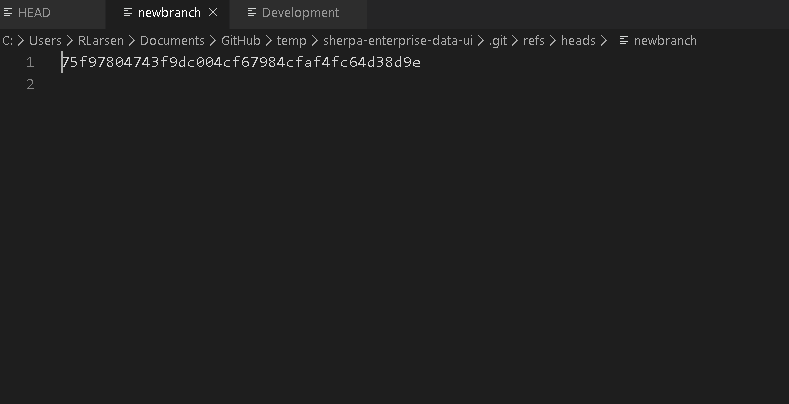 HEAD newbranch Development
C: > Users > RLarsen > Documents > GitHub > temp > sherpa-enterprise-data-ui > .git > refs > heads > newbranch
1 75f97804743f9dc004cf67984cfaf4fc64d38d9e
2